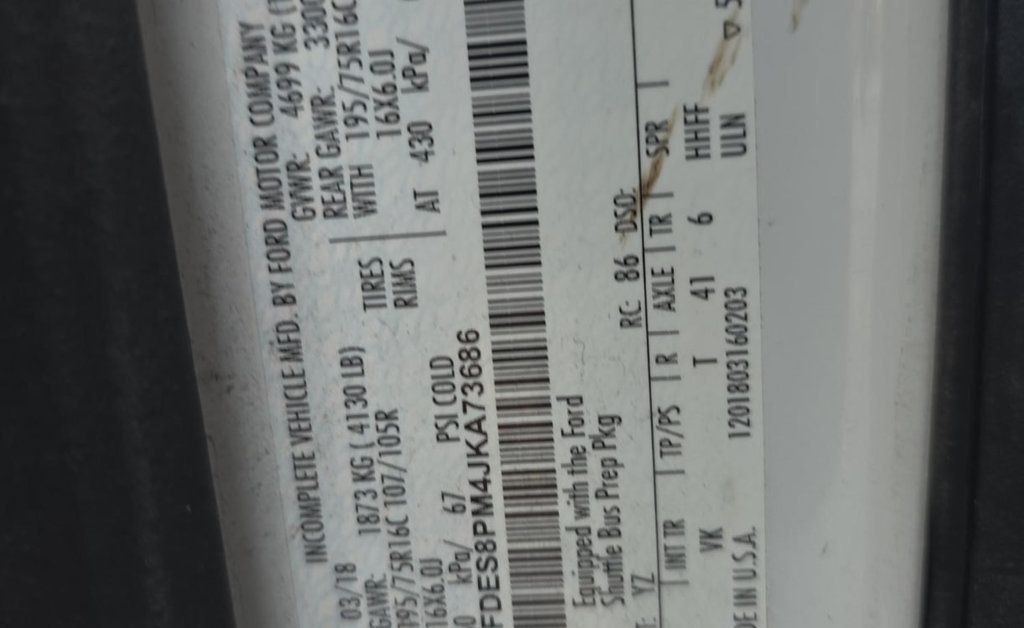 INCOMPLETE VEHICLE MFD. BY FORD MOTOR COMPANY
03/18 GVWR: 4699 KG
GAWR: 1873 KG ( 4130 LB) REAR GAWR: 3300
195/75R16C 107/105R TIRES WITH 195/75R16C
16X6.0J RIMS 16X6.0J
kPa/ 67 PSI COLD AT 430 kPa/
FDES8PM4JKA73686
Equipped with the Ford
Shuttle Bus Prep Pkg
RC: 86 DSO:
YZ
INT TR TP/PS R AXLE TR SPR
VK T 41 6 HHFF
DE IN U.S.A. 1201803160203 ULN